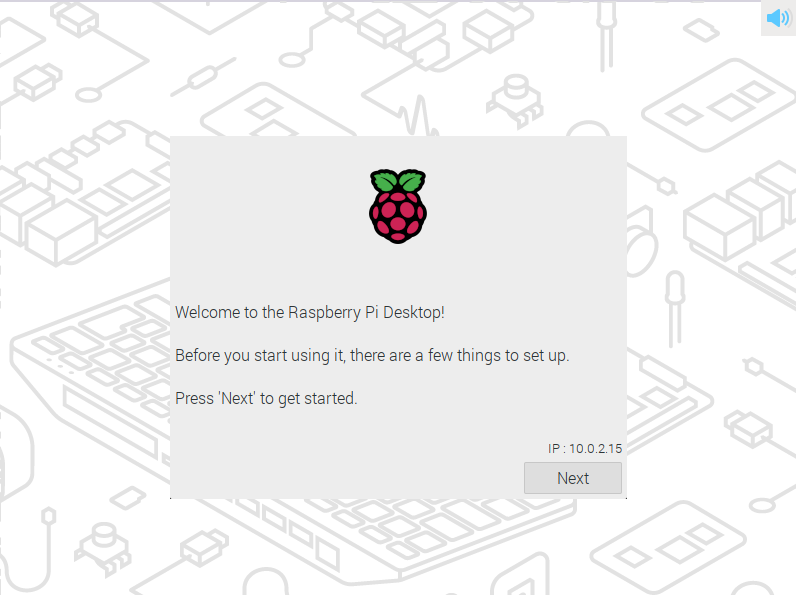 Welcome to the Raspberry Pi Desktop!
Before you start using it, there are a few things to set up.
Press 'Next' to get started.
IP : 10.0.2.15
Next